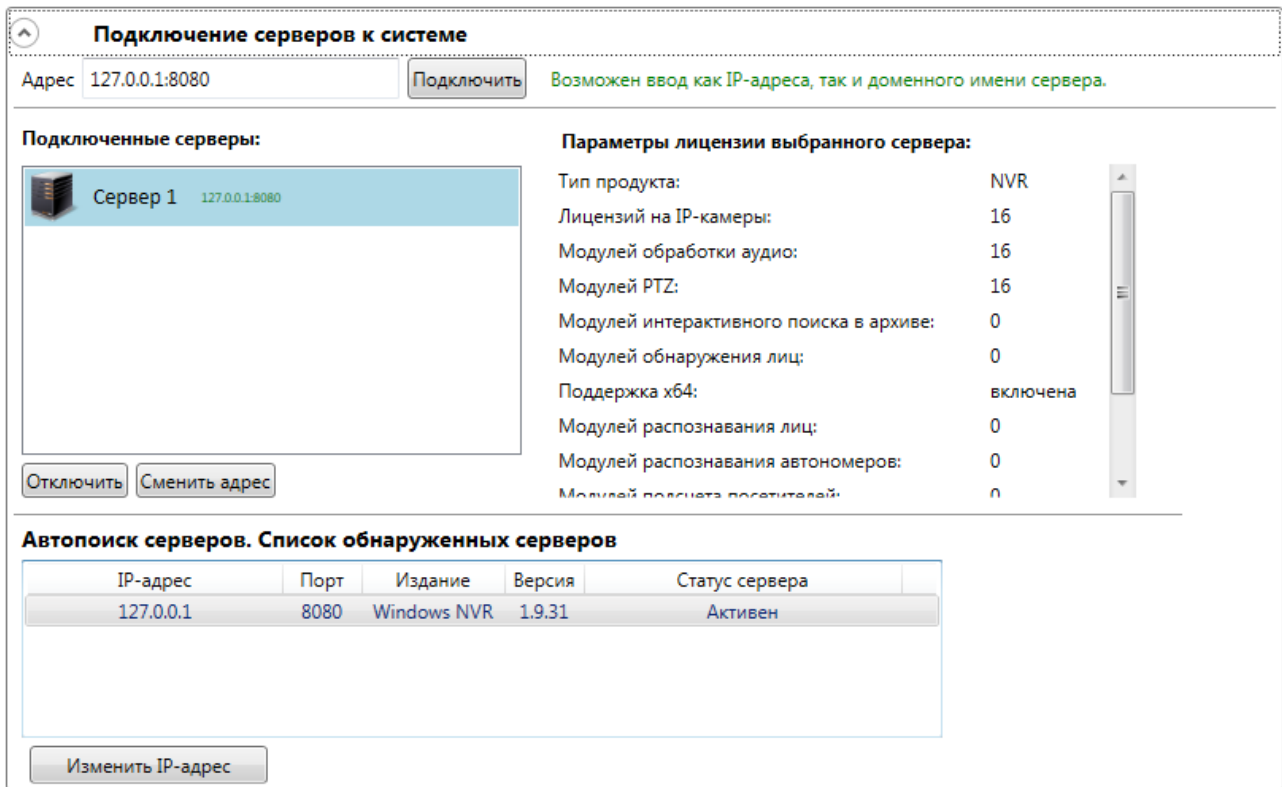 Подключение серверов к системе
Адрес 127.0.0.1:8080 Подключить Возможен ввод как IP-адреса, так и доменного имени сервера.
Подключенные серверы:
Сервер 1 127.0.0.1:8080
Отключить Сменить адрес
Параметры лицензии выбранного сервера:
Тип продукта: NVR
Лицензий на IP-камеры: 16
Модулей обработки аудио: 16
Модулей PTZ: 16
Модулей интерактивного поиска в архиве: 0
Модулей обнаружения лиц: 0
Поддержка x64: включена
Модулей распознавания лиц: 0
Модулей распознавания автономеров: 0
Модулей подсчета посетителей: 0
Автопоиск серверов. Список обнаруженных серверов
IP-адрес Порт Издание Версия Статус сервера
127.0.0.1 8080 Windows NVR 1.9.31 Активен
Изменить IP-адрес